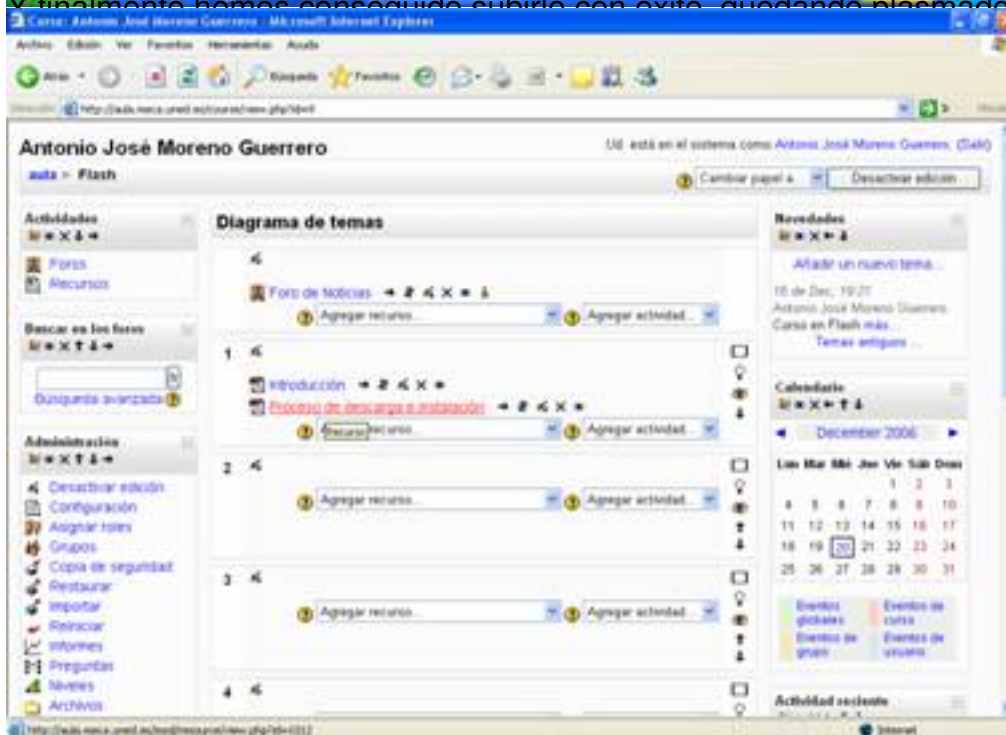 Y finalmente hemos conseguido subirlo con exito, quedando plasmado
Curso: Antonio José Moreno Guerrero - Microsoft Internet Explorer
Archivo Edición Ver Favoritos Herramientas Ayuda
Atrás Búsqueda Favoritos
Antonio José Moreno Guerrero
Ud. está en el sistema como Antonio José Moreno Guerrero. (Salir)
aula ► Flash
Cambiar papel a...
Desactivar edición
Actividades
Foros
Recursos
Buscar en los foros
Búsqueda avanzada
Administración
Desactivar edición
Configuración
Asignar roles
Grupos
Copia de seguridad
Restaurar
Importar
Reiniciar
Informes
Preguntas
Niveles
Archivos
Diagrama de temas
Foro de Noticias
Agregar recurso... Agregar actividad...
1
Introducción
Proceso de descarga e instalación
recurso... Agregar actividad...
Recurso
2
Agregar recurso... Agregar actividad...
3
Agregar recurso... Agregar actividad...
4
Novedades
Añadir un nuevo tema...
Antonio José Moreno Guerrero
Curso en Flash más...
Temas antiguos ...
Calendario
December 2006
Lun Mar Mié Jue Vie Sáb Dom
1 2 3
4 5 6 7 8 9 10
11 12 13 14 15 16 17
18 19 20 21 22 23 24
25 26 27 28 29 30 31
Eventos globales
Eventos de curso
Eventos de grupo
Eventos de usuario
Actividad reciente
Internet